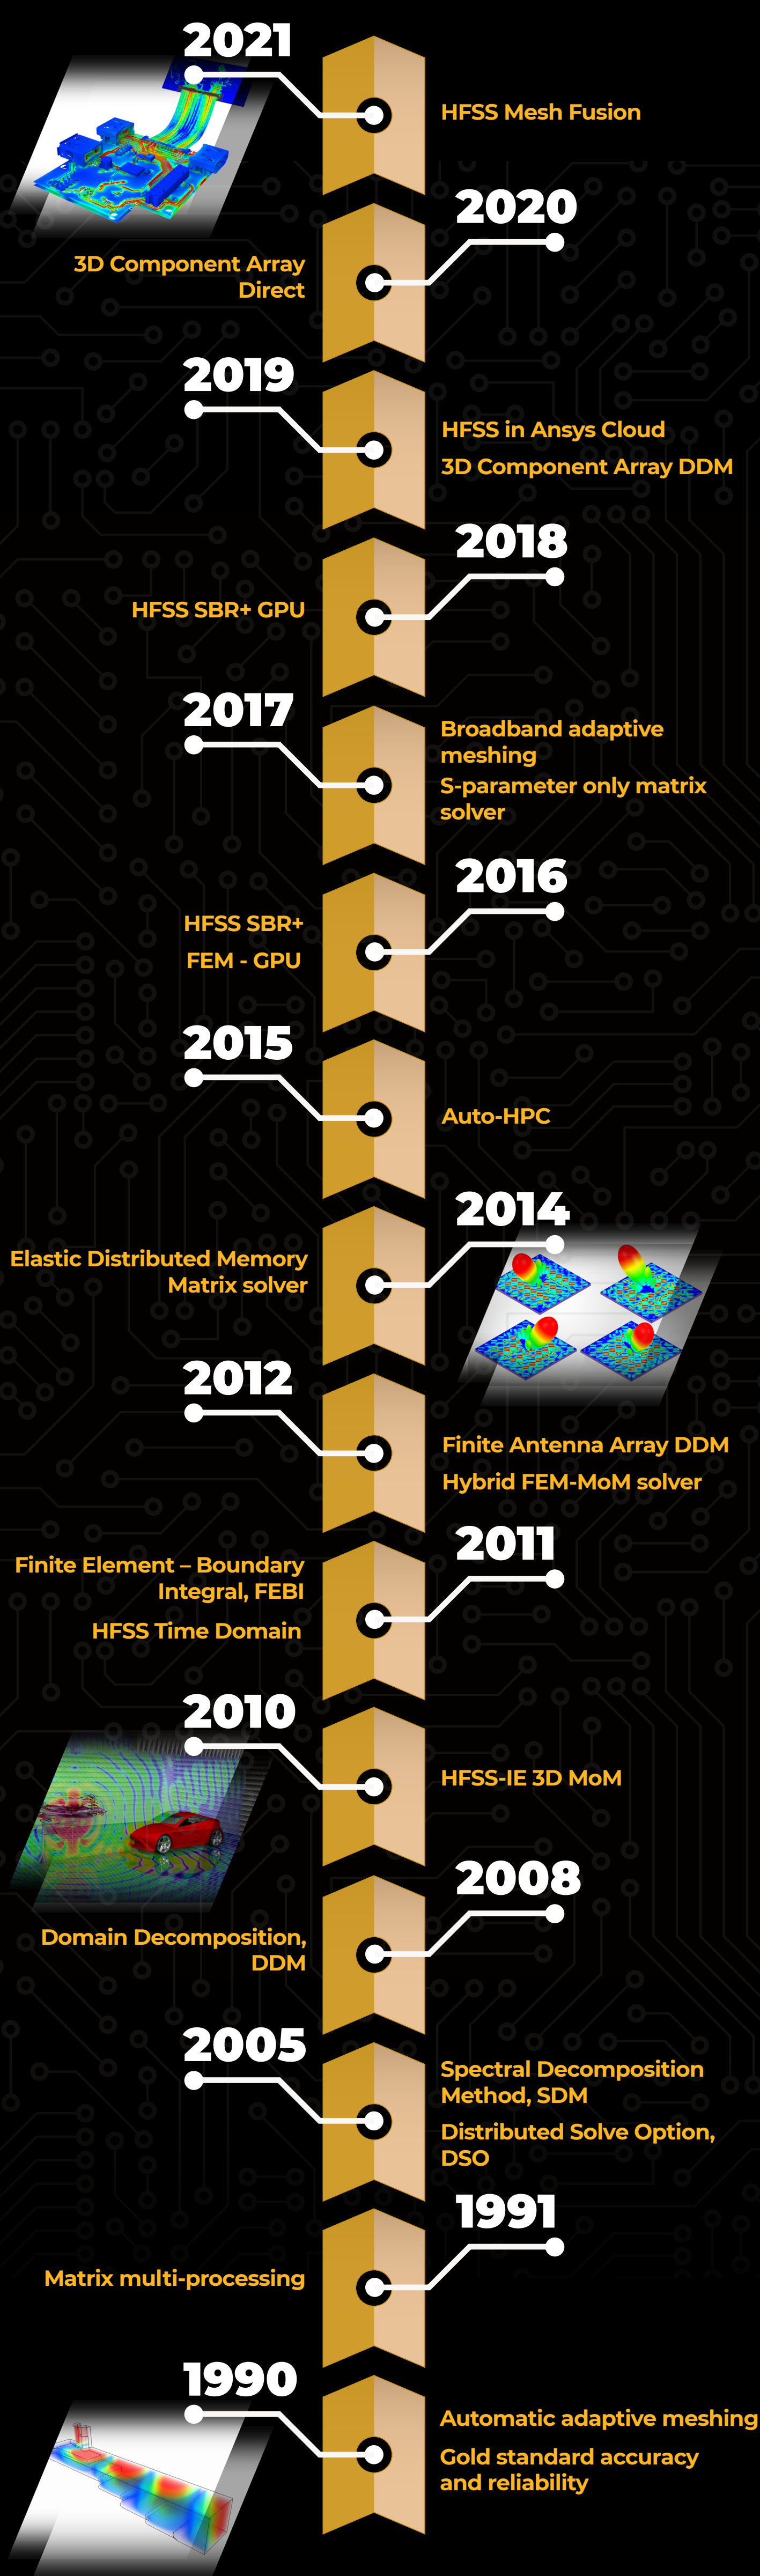 2021
HFSS Mesh Fusion
2020
3D Component Array
Direct
2019
HFSS in Ansys Cloud
3D Component Array DDM
2018
HFSS SBR+ GPU
2017
Broadband adaptive
meshing
S-parameter only matrix
solver
2016
HFSS SBR+
FEM - GPU
2015
Auto-HPC
2014
Elastic Distributed Memory
Matrix solver
2012
Finite Antenna Array DDM
Hybrid FEM-MoM solver
2011
Finite Element – Boundary
Integral, FEBI
HFSS Time Domain
2010
HFSS-IE 3D MoM
2008
Domain Decomposition,
DDM
2005
Spectral Decomposition
Method, SDM
Distributed Solve Option,
DSO
1991
Matrix multi-processing
1990
Automatic adaptive meshing
Gold standard accuracy
and reliability